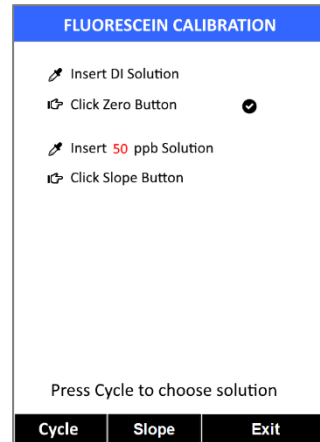 FLUORESCEIN CALIBRATION
Insert DI Solution
Click Zero Button
Insert 50 ppb Solution
Click Slope Button
Press Cycle to choose solution
Cycle Slope Exit